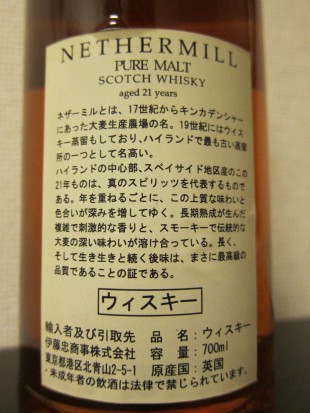 NETHERMILL
PURE MALT
SCOTCH WHISKY
aged 21 years
ネザーミルとは、17世紀からキンカデンシャー
にあった大麦生産農場の名。19世紀にはウイス
キー蒸留もしており、ハイランドで最も古い蒸留
所の一つとして名高い。
ハイランドの中心部、スペイサイド地区産のこの
21年ものは、真のスピリッツを代表するもので
ある。年を重ねるごとに、この上質な味わいと
色合いが深みを増してゆく。長期熟成が生んだ
複雑で刺激的な香りと、スモーキーで伝統的な
大麦の深い味わいが溶け合っている。長く、
そして生き生きと続く後味は、まさに最高級の
品質であることの証である。
ウィスキー
輸入者及び引取先 品名:ウィスキー
伊藤忠商事株式会社 容量:700ml
東京都港区北青山2-5-1 原産国:英国
・未成年者の飲酒は法律で禁じられています。